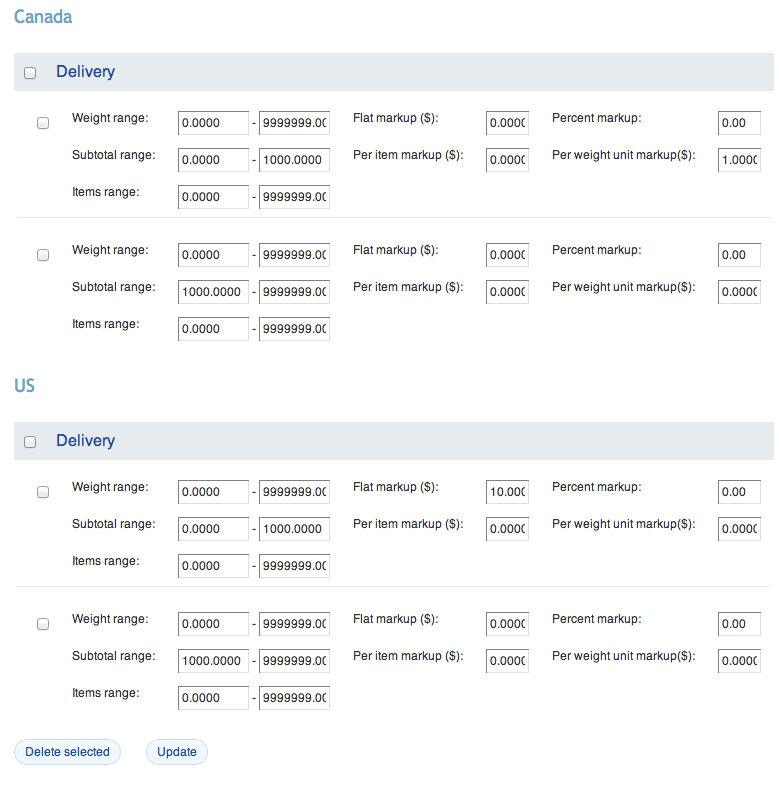 Canada
Delivery
Weight range: 0.0000 - 9999999.00 Flat markup ($): 0.0000 Percent markup: 0.00
Subtotal range: 0.0000 - 1000.0000 Per item markup ($): 0.0000 Per weight unit markup($): 1.0000
Items range: 0.0000 - 9999999.00
Weight range: 0.0000 - 9999999.00 Flat markup ($): 0.0000 Percent markup: 0.00
Subtotal range: 1000.0000 - 9999999.00 Per item markup ($): 0.0000 Per weight unit markup($): 0.0000
Items range: 0.0000 - 9999999.00
US
Delivery
Weight range: 0.0000 - 9999999.00 Flat markup ($): 10.000 Percent markup: 0.00
Subtotal range: 0.0000 - 1000.0000 Per item markup ($): 0.0000 Per weight unit markup($): 0.0000
Items range: 0.0000 - 9999999.00
Weight range: 0.0000 - 9999999.00 Flat markup ($): 0.0000 Percent markup: 0.00
Subtotal range: 1000.0000 - 9999999.00 Per item markup ($): 0.0000 Per weight unit markup($): 0.0000
Items range: 0.0000 - 9999999.00
Delete selected Update